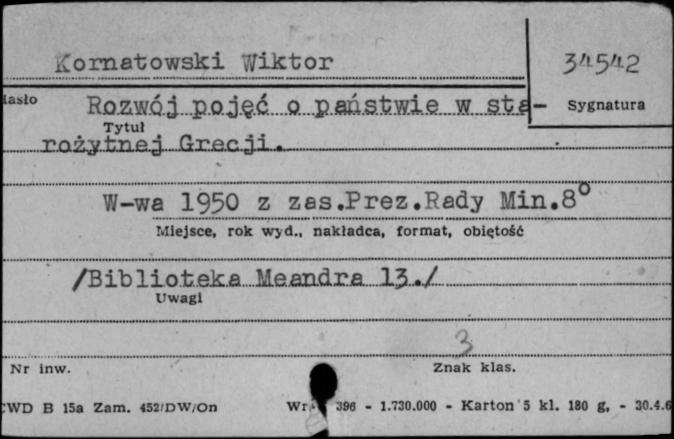 Kornatowski Wiktor
34542
Hasło Rozwój pojęć o państwie w sta- Sygnatura
Tytuł
rożytnej Grecji.
W-wa 1950 z zas.Prez.Rady Min.8°
Miejsce, rok wyd., nakładca, format, objętość
/Biblioteka Meandra 13./
Uwagi
3
Nr inw. Znak klas.
CWD B 15a Zam. 452/DW/On 396 - 1.730.000 - Karton 5 kl. 180 g, - 30.4.6